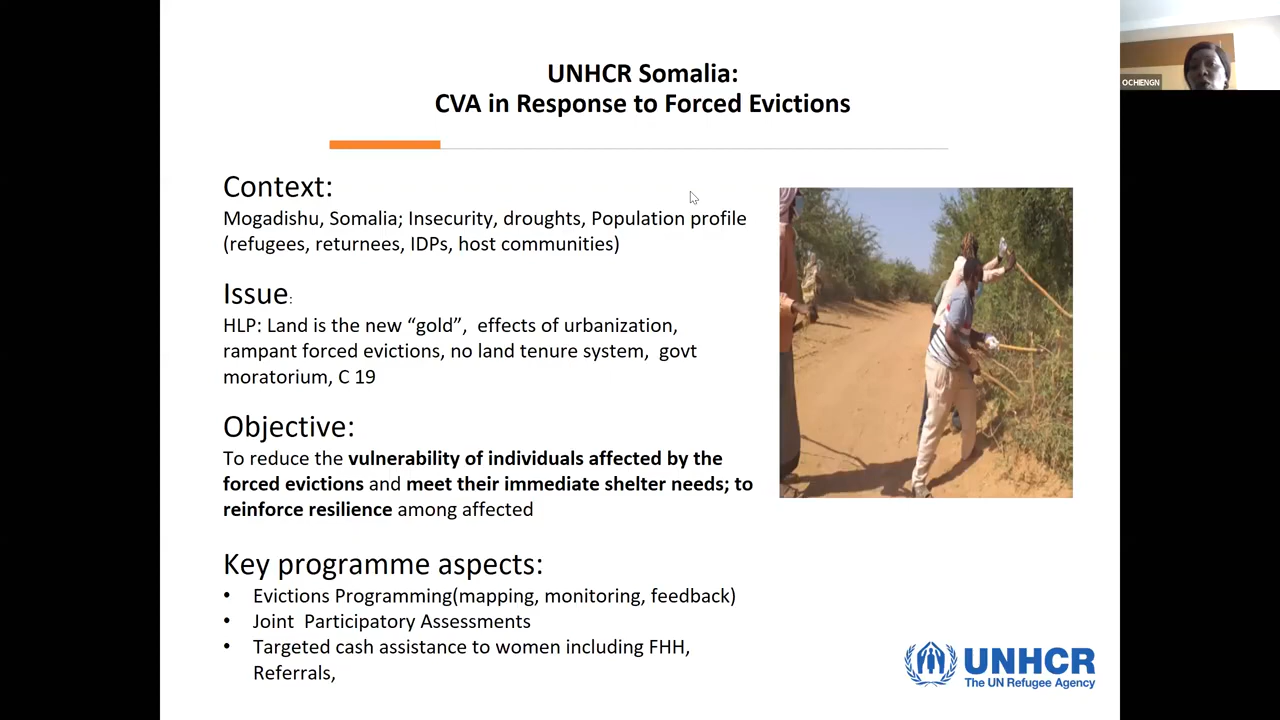 UNHCR Somalia:
CVA in Response to Forced Evictions
OCHIENGN
Context:
Mogadishu, Somalia; Insecurity, droughts, Population profile
(refugees, returnees, IDPs, host communities)
Issue:
HLP: Land is the new “gold”,  effects of urbanization,
rampant forced evictions, no land tenure system,  govt
moratorium, C 19
Objective:
To reduce the vulnerability of individuals affected by the
forced evictions and meet their immediate shelter needs; to
reinforce resilience among affected
Key programme aspects:
• Evictions Programming(mapping, monitoring, feedback)
• Joint  Participatory Assessments
• Targeted cash assistance to women including FHH,
Referrals,
UNHCR
The UN Refugee Agency